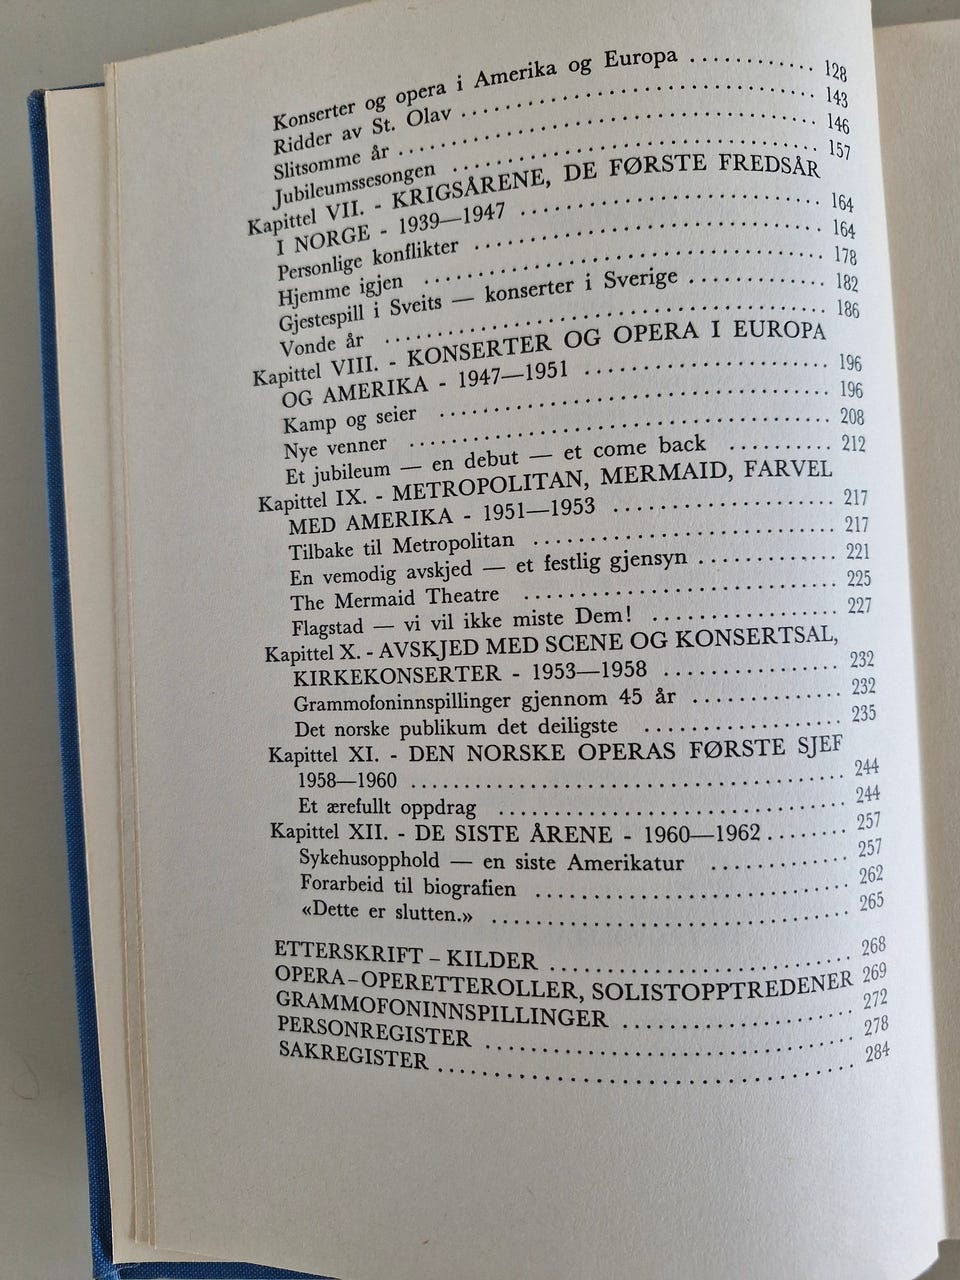 Konserter og opera i Amerika og Europa ............ 128
Ridder av St. Olav .......................... 143
Slitsomme år .............................. 146
Jubileumssesongen .......................... 157
Kapittel VII. - KRIGSÅRENE, DE FØRSTE FREDSÅR
I NORGE - 1939—1947 ...................... 164
Personlige konflikter ........................ 164
Hjemme igjen ............................. 178
Gjestespill i Sveits — konserter i Sverige ............ 182
Vonde år ................................ 186
Kapittel VIII. - KONSERTER OG OPERA I EUROPA
OG AMERIKA - 1947—1951 .................. 196
Kamp og seier ............................ 196
Nye venner .............................. 208
Et jubileum — en debut — et come back .......... 212
Kapittel IX. - METROPOLITAN, MERMAID, FARVEL
MED AMERIKA - 1951—1953 ................ 217
Tilbake til Metropolitan ...................... 217
En vemodig avskjed — et festlig gjensyn ............ 221
The Mermaid Theatre ...................... 225
Flagstad — vi vil ikke miste Dem! ................ 227
Kapittel X. - AVSKJED MED SCENE OG KONSERTSAL,
KIRKEKONSERTER - 1953—1958 .............. 232
Grammofoninnspillinger gjennom 45 år ............ 232
Det norske publikum det deiligste ................ 235
Kapittel XI. - DEN NORSKE OPERAS FØRSTE SJEF
1958—1960 .............................. 244
Et ærefullt oppdrag ........................ 244
Kapittel XII. - DE SISTE ÅRENE - 1960—1962 ........ 257
Sykehusopphold — en siste Amerikatur ............ 257
Forarbeid til biografien ...................... 262
«Dette er slutten.» .......................... 265
ETTERSKRIFT – KILDER ...................... 268
OPERA–OPERETTEROLLER, SOLISTOPPTREDENER 269
GRAMMOFONINNSPILLINGER .................. 272
PERSONREGISTER .......................... 278
SAKREGISTER .............................. 284